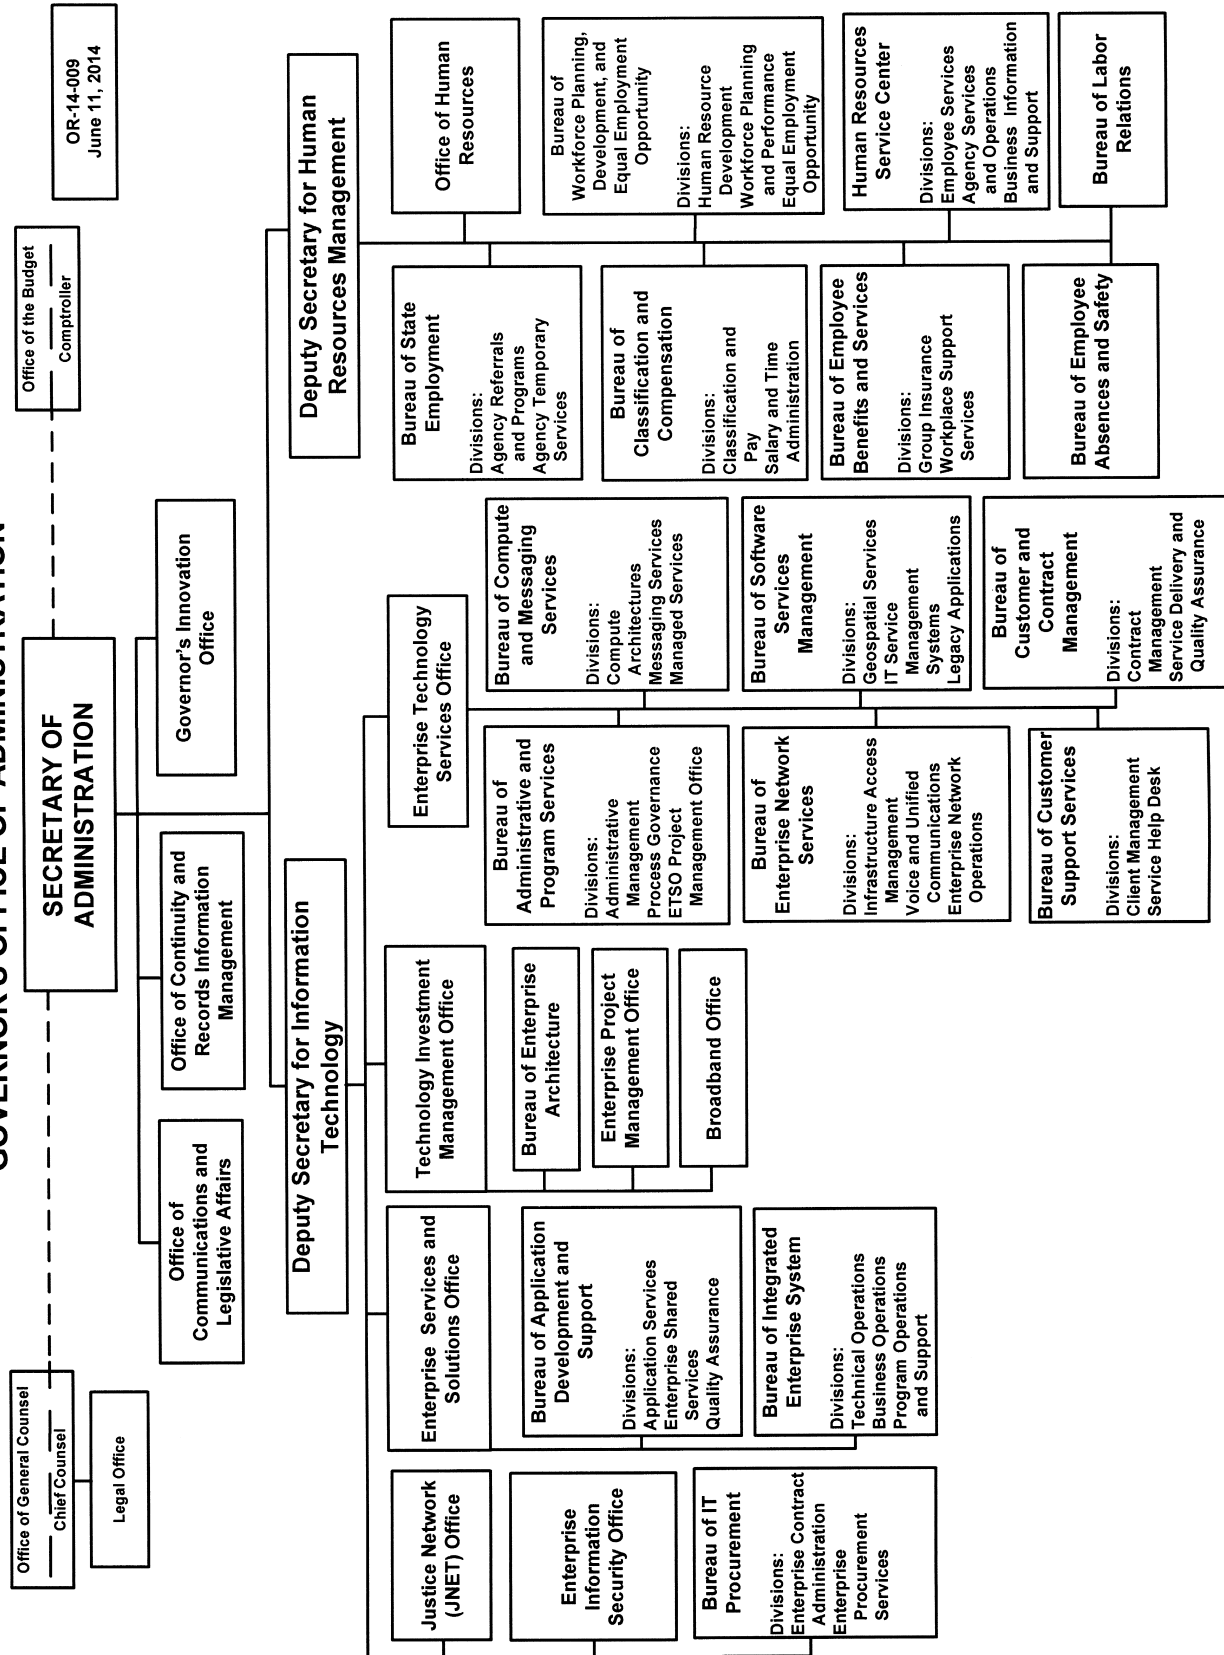 GOVERNOR'S OFFICE OF ADMINISTRATION
OR-14-009
June 11, 2014
Office of General Counsel
Chief Counsel
Legal Office
SECRETARY OF
ADMINISTRATION
Office of the Budget
Comptroller
Office of
Communications and
Legislative Affairs
Office of Continuity and
Records Information
Management
Governor's Innovation
Office
Deputy Secretary for Information
Technology
Deputy Secretary for Human
Resources Management
Justice Network
(JNET) Office
Enterprise
Information
Security Office
Bureau of IT
Procurement
Divisions:
Enterprise Contract
Administration
Enterprise
Procurement
Services
Enterprise Services and
Solutions Office
Bureau of Application
Development and
Support
Divisions:
Application Services
Enterprise Shared
Services
Quality Assurance
Bureau of Integrated
Enterprise System
Divisions:
Technical Operations
Business Operations
Program Operations
and Support
Technology Investment
Management Office
Bureau of Enterprise
Architecture
Enterprise Project
Management Office
Broadband Office
Enterprise Technology
Services Office
Bureau of
Administrative and
Program Services
Divisions:
Administrative
Management
Process Governance
ETSO Project
Management Office
Bureau of Compute
and Messaging
Services
Divisions:
Compute
Architectures
Messaging Services
Managed Services
Bureau of
Enterprise Network
Services
Divisions:
Infrastructure Access
Management
Voice and Unified
Communications
Enterprise Network
Operations
Bureau of Software
Services
Management
Divisions:
Geospatial Services
IT Service
Management
Systems
Legacy Applications
Bureau of Customer
Support Services
Divisions:
Client Management
Service Help Desk
Bureau of
Customer and
Contract
Management
Divisions:
Contract
Management
Service Delivery and
Quality Assurance
Bureau of State
Employment
Divisions:
Agency Referrals
and Programs
Agency Temporary
Services
Office of Human
Resources
Bureau of
Classification and
Compensation
Divisions:
Classification and
Pay
Salary and Time
Administration
Bureau of
Workforce Planning,
Development, and
Equal Employment
Opportunity
Divisions:
Human Resource
Development
Workforce Planning
and Performance
Equal Employment
Opportunity
Bureau of Employee
Benefits and Services
Divisions:
Group Insurance
Workplace Support
Services
Human Resources
Service Center
Divisions:
Employee Services
Agency Services
and Operations
Business Information
and Support
Bureau of Employee
Absences and Safety
Bureau of Labor
Relations